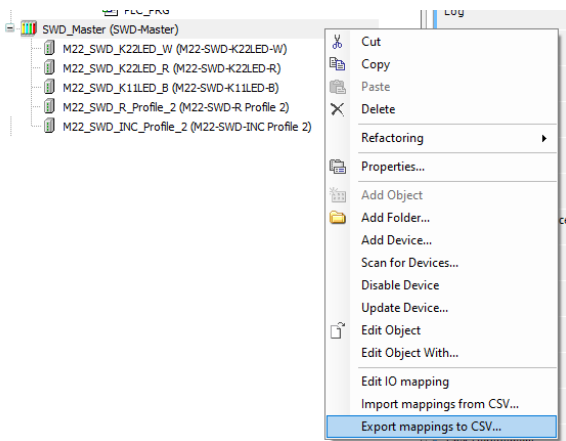 PLC_PRG
Log
SWD_Master (SWD-Master)
M22_SWD_K22LED_W (M22-SWD-K22LED-W)
M22_SWD_K22LED_R (M22-SWD-K22LED-R)
M22_SWD_K11LED_B (M22-SWD-K11LED-B)
M22_SWD_R_Profile_2 (M22-SWD-R Profile 2)
M22_SWD_INC_Profile_2 (M22-SWD-INC Profile 2)
Cut
Copy
Paste
Delete
Refactoring
Properties...
Add Object
Add Folder...
Add Device...
Scan for Devices...
Disable Device
Update Device...
Edit Object
Edit Object With...
Edit IO mapping
Import mappings from CSV...
Export mappings to CSV...